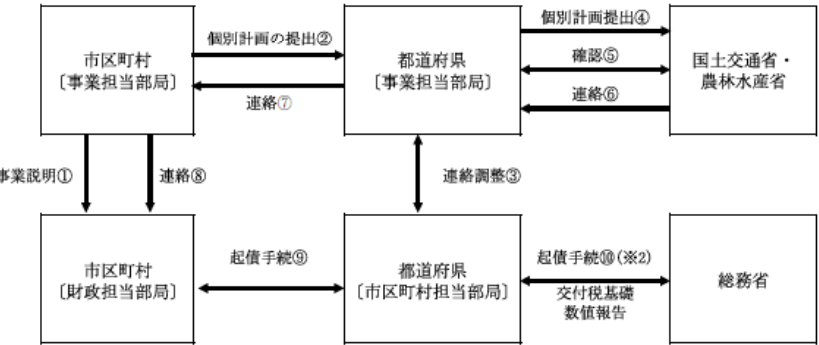 個別計画提出④
個別計画の提出②
市区町村
〔事業担当部局〕
都道府県
〔事業担当部局〕
確認⑤
国土交通省・
農林水産省
連絡⑦
連絡⑥
事業説明①
連絡⑧
連絡調整③
市区町村
〔財政担当部局〕
起債手続⑨
都道府県
〔市区町村担当部局〕
起債手続⑩(※2)
交付税基礎
数値報告
総務省